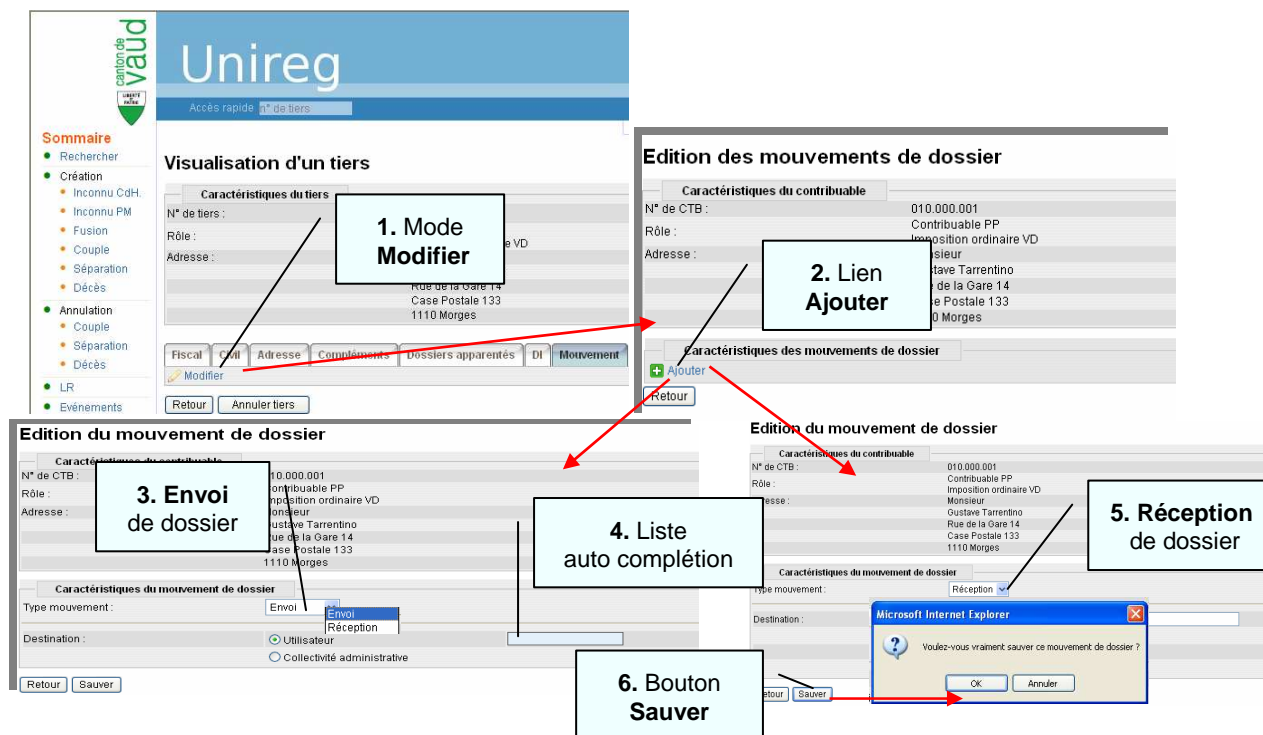 canton de
vaud
LIBERTÉ
ET
PATRIE
Unireg
Accès rapide n° de tiers
Sommaire
Rechercher
Création
Inconnu CdH.
Inconnu PM
Fusion
Couple
Séparation
Décès
Annulation
Couple
Séparation
Décès
LR
Evénements
Visualisation d'un tiers
Caractéristiques du tiers
N° de tiers :
Rôle :
e VD
Adresse :
Rue de la Gare 14
Case Postale 133
1110 Morges
1. Mode
Modifier
Fiscal Civil Adresse Compléments Dossiers apparentés DI Mouvement
Modifier
Retour Annuler tiers
Edition des mouvements de dossier
Caractéristiques du contribuable
N° de CTB : 010.000.001
Rôle : Contribuable PP
Imposition ordinaire VD
Adresse : nsieur
stave Tarrentino
de la Gare 14
se Postale 133
0 Morges
2. Lien
Ajouter
Caractéristiques des mouvements de dossier
Ajouter
Retour
Edition du mouvement de dossier
Caractéristiques du contribuable
N° de CTB : 010.000.001
Rôle : Contribuable PP
Imposition ordinaire VD
Adresse : Monsieur
Gustave Tarrentino
Rue de la Gare 14
Case Postale 133
1110 Morges
3. Envoi
de dossier
4. Liste
auto complétion
Caractéristiques du mouvement de dossier
Type mouvement : Envoi
Envoi
Réception
Destination : Utilisateur
Collectivité administrative
Retour Sauver
Edition du mouvement de dossier
Caractéristiques du contribuable
N° de CTB : 010.000.001
Rôle : Contribuable PP
Imposition ordinaire VD
resse : Monsieur
Gustave Tarrentino
Rue de la Gare 14
Case Postale 133
1110 Morges
5. Réception
de dossier
Caractéristiques du mouvement de dossier
Type mouvement : Réception
Destination :
Microsoft Internet Explorer
Voulez-vous vraiment sauver ce mouvement de dossier ?
OK Annuler
etour Sauver
6. Bouton
Sauver